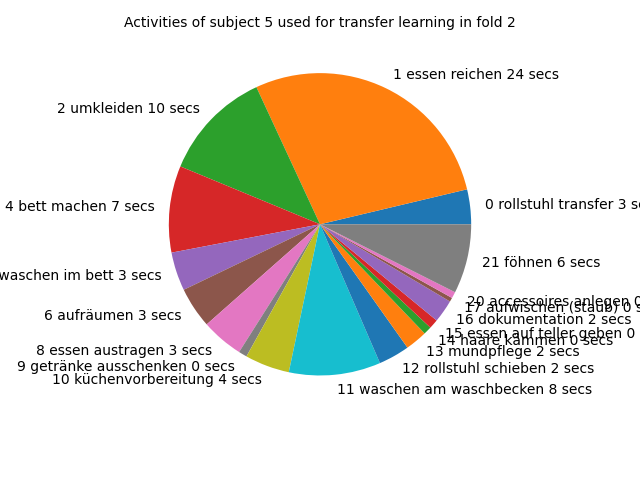 Activities of subject 5 used for transfer learning in fold 2
1 essen reichen 24 secs
2 umkleiden 10 secs
0 rollstuhl transfer 3 se
4 bett machen 7 secs
21 föhnen 6 secs
waschen im bett 3 secs
20 accessoires anlegen 0
17 aufwischen (staub) 0 s
6 aufräumen 3 secs
16 dokumentation 2 secs
15 essen auf teller geben 0
14 haare kämmen 0 secs
8 essen austragen 3 secs
13 mundpflege 2 secs
9 getränke ausschenken 0 secs
12 rollstuhl schieben 2 secs
10 küchenvorbereitung 4 secs
11 waschen am waschbecken 8 secs